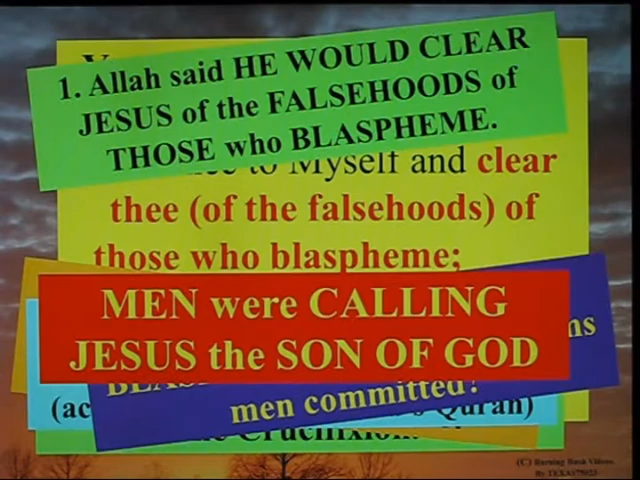 1. Allah said HE WOULD CLEAR
JESUS of the FALSEHOODS of
THOSE who BLASPHEME.
to Myself and clear
thee (of the falsehoods) of
those who blaspheme;
MEN were CALLING
JESUS the SON OF GOD
men committed?
Quran)
(C) Burning Bush Videos